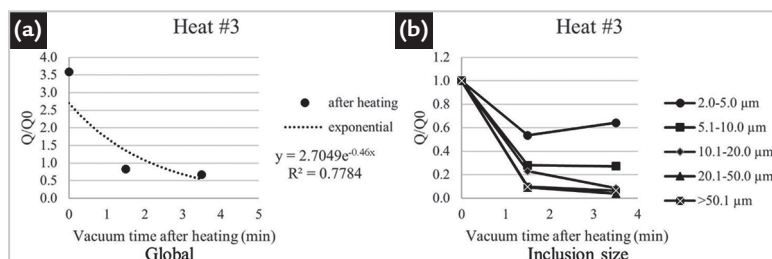 (a)
Heat #3
4.0
3.5
3.0
2.5
2.0
1.5
1.0
0.5
0.0
Q/Q0
0 1 2 3 4 5
Vacuum time after heating (min)
Global
after heating
exponential
y = 2.7049e^-0.46x
R² = 0.7784
(b)
Heat #3
1.2
1.0
0.8
0.6
0.4
0.2
0.0
Q/Q0
0 1 2 3 4
Vacuum time after heating (min)
Inclusion size
2.0-5.0 µm
5.1-10.0 µm
10.1-20.0 µm
20.1-50.0 µm
>50.1 µm